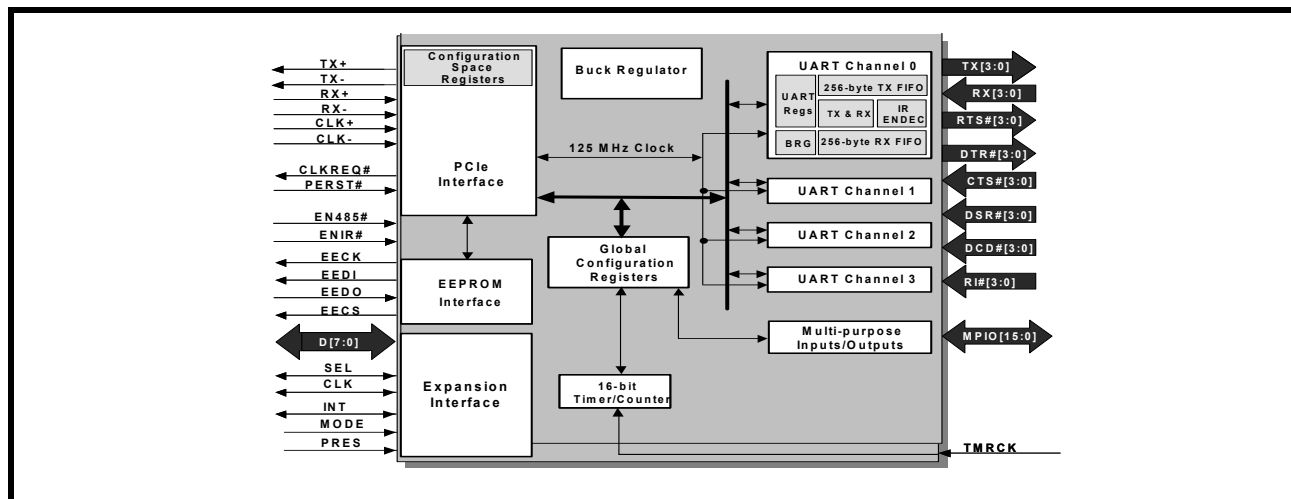 TX+
TX-
RX+
RX-
CLK+
CLK-
CLKREQ#
PERST#
EN485#
ENIR#
EECK
EEDI
EEDO
EECS
D[7:0]
SEL
CLK
INT
MODE
PRES
Configuration
Space
Registers
PCIe
Interface
EEPROM
Interface
Expansion
Interface
Buck Regulator
125 MHz Clock
Global
Configuration
Registers
16-bit
Timer/Counter
UART Channel 0
UART
Regs
256-byte TX FIFO
TX & RX
IR
ENDEC
BRG
256-byte RX FIFO
UART Channel 1
UART Channel 2
UART Channel 3
Multi-purpose
Inputs/Outputs
TX[3:0]
RX[3:0]
RTS#[3:0]
DTR#[3:0]
CTS#[3:0]
DSR#[3:0]
DCD#[3:0]
RI#[3:0]
MPIO[15:0]
TMRCK